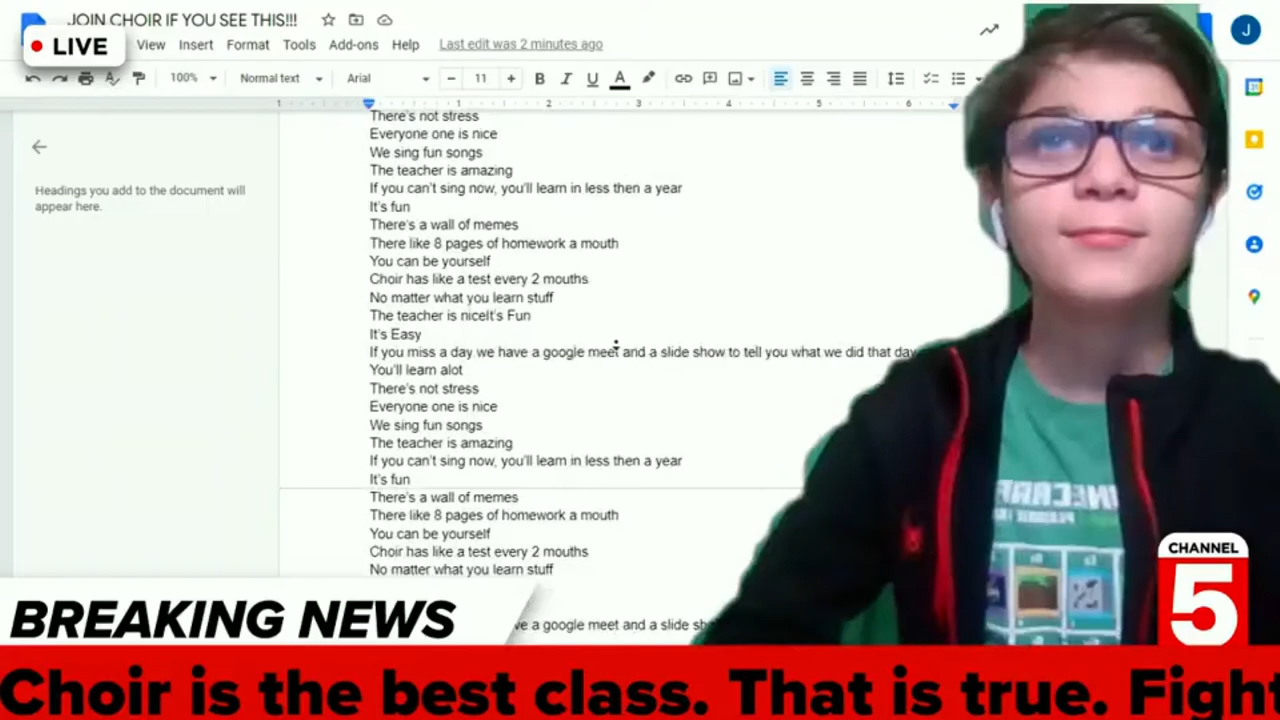 JOIN CHOIR IF YOU SEE THIS!!!
LIVE
View Insert Format Tools Add-ons Help Last edit was 2 minutes ago
J
100% Normal text Arial 11 B I U A
1 1 2 3 4 5 6
There's not stress
Everyone one is nice
We sing fun songs
The teacher is amazing
If you can't sing now, you'll learn in less then a year
It's fun
There's a wall of memes
There like 8 pages of homework a mouth
You can be yourself
Choir has like a test every 2 mouths
No matter what you learn stuff
The teacher is niceIt's Fun
It's Easy
If you miss a day we have a google meet and a slide show to tell you what we did that day
You'll learn alot
There's not stress
Everyone one is nice
We sing fun songs
The teacher is amazing
If you can't sing now, you'll learn in less then a year
It's fun
There's a wall of memes
There like 8 pages of homework a mouth
You can be yourself
Choir has like a test every 2 mouths
No matter what you learn stuff
ve a google meet and a slide sh
Headings you add to the document will
appear here.
MINECRAFT
CHANNEL
5
BREAKING NEWS
Choir is the best class. That is true. Fight